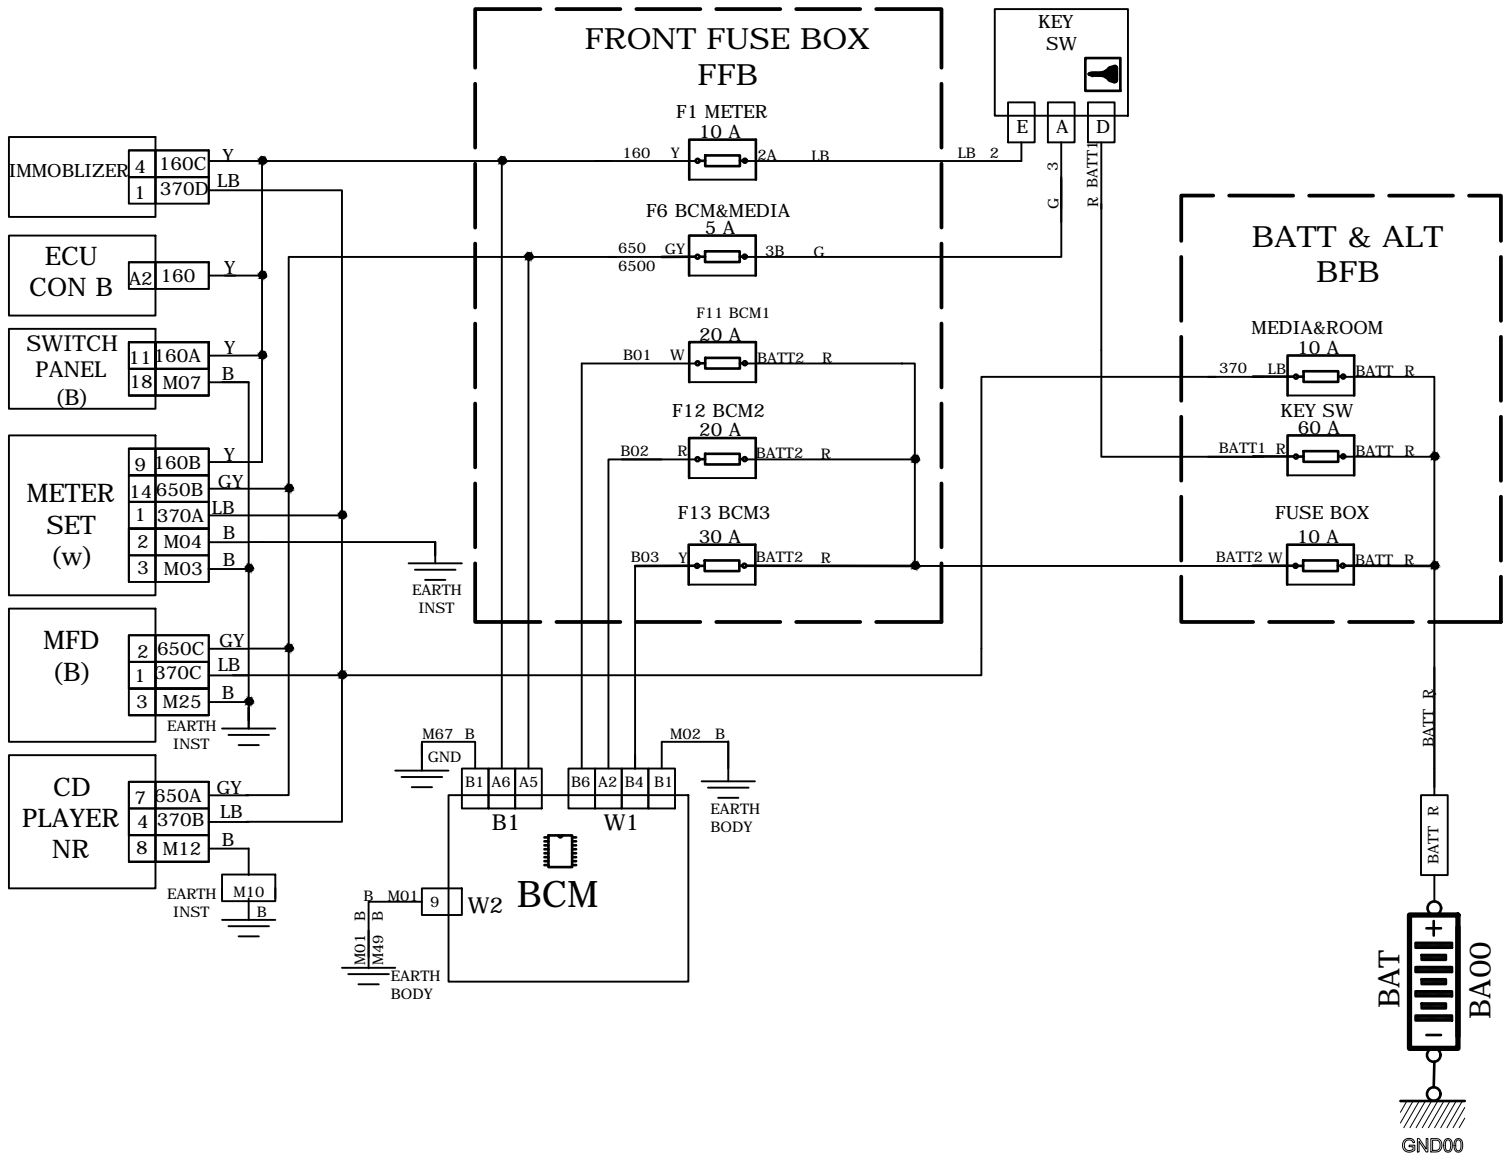 FRONT FUSE BOX
FFB
KEY
SW
E A D
F1 METER
10 A
160 Y 2A LB LB 2
F6 BCM&MEDIA
5 A
650 GY 3B G
6500
G 3
R BATT1
F11 BCM1
20 A
B01 W BATT2 R
F12 BCM2
20 A
B02 R BATT2 R
F13 BCM3
30 A
B03 Y BATT2 R
BATT & ALT
BFB
MEDIA&ROOM
10 A
370 LB BATT R
KEY SW
60 A
BATT1 R BATT R
FUSE BOX
10 A
BATT2 W BATT R
BATT R
BATT R
BAT
+
−
BA00
GND00
IMMOBLIZER
4 160C Y
1 370D LB
ECU
CON B
A2 160 Y
SWITCH
PANEL
(B)
11 160A Y
18 M07 B
METER
SET
(w)
9 160B Y
14 650B GY
1 370A LB
2 M04 B
3 M03 B
EARTH
INST
MFD
(B)
2 650C GY
1 370C LB
3 M25 B
EARTH
INST
CD
PLAYER
NR
7 650A GY
4 370B LB
8 M12 B
M10
B
EARTH
INST
M67 B
GND
M02 B
EARTH
BODY
B1 A6 A5
B6 A2 B4 B1
B1
W1
BCM
9 W2
B M01
M01 B
M49 B
EARTH
BODY